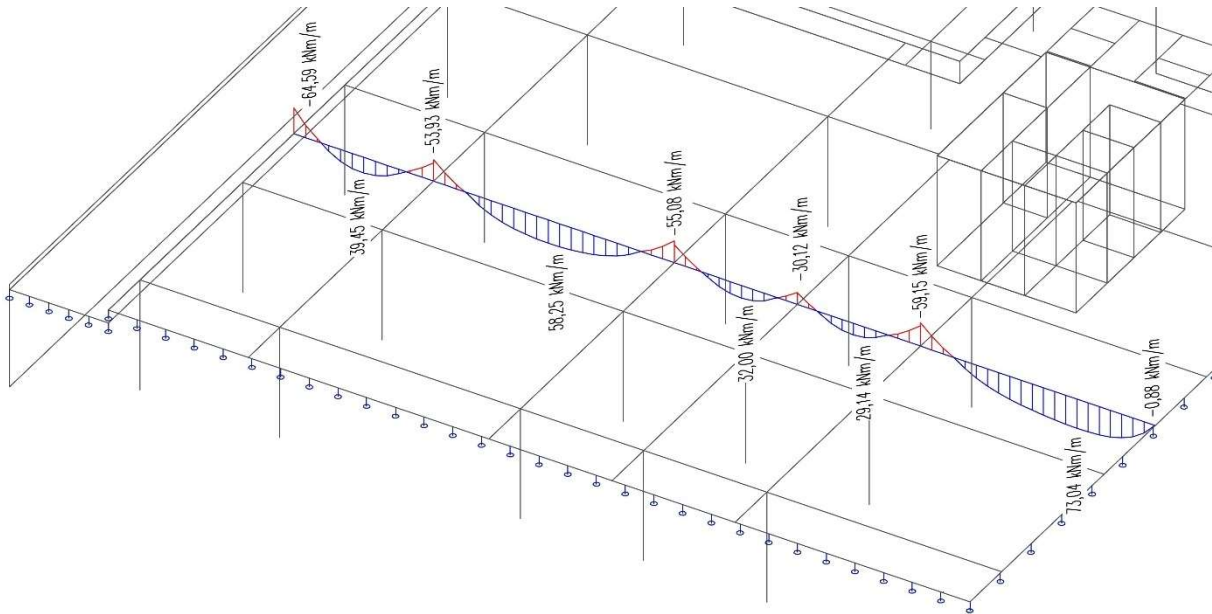 -64,59 kNm/m
-53,93 kNm/m
39,45 kNm/m
-55,08 kNm/m
58,25 kNm/m
-30,12 kNm/m
32,00 kNm/m
-59,15 kNm/m
29,14 kNm/m
-0,88 kNm/m
73,04 kNm/m